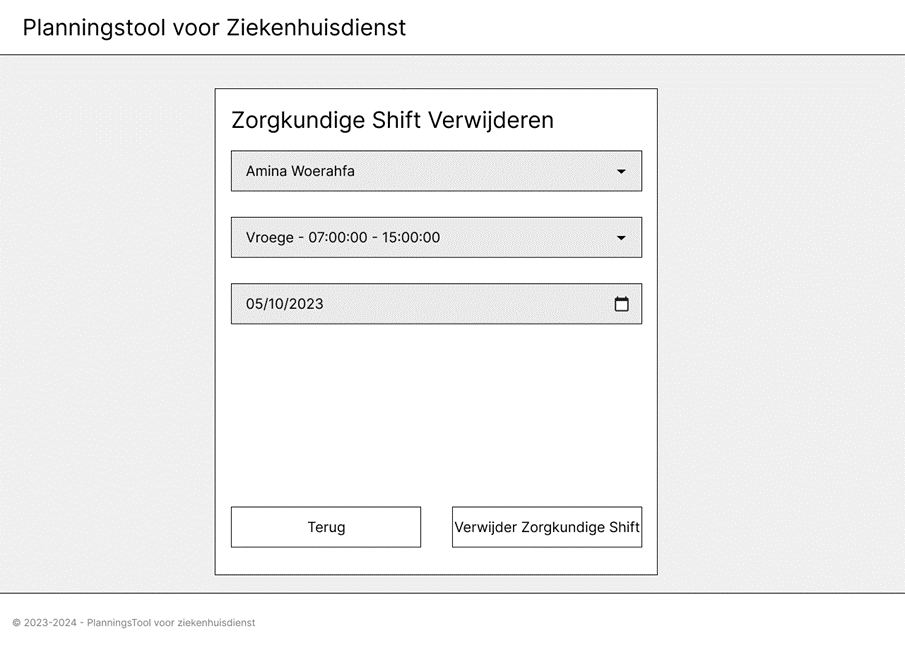 Planningstool voor Ziekenhuisdienst
Zorgkundige Shift Verwijderen
Amina Woerahfa
Vroege - 07:00:00 - 15:00:00
05/10/2023
Terug
Verwijder Zorgkundige Shift
© 2023-2024 - PlanningsTool voor ziekenhuisdienst